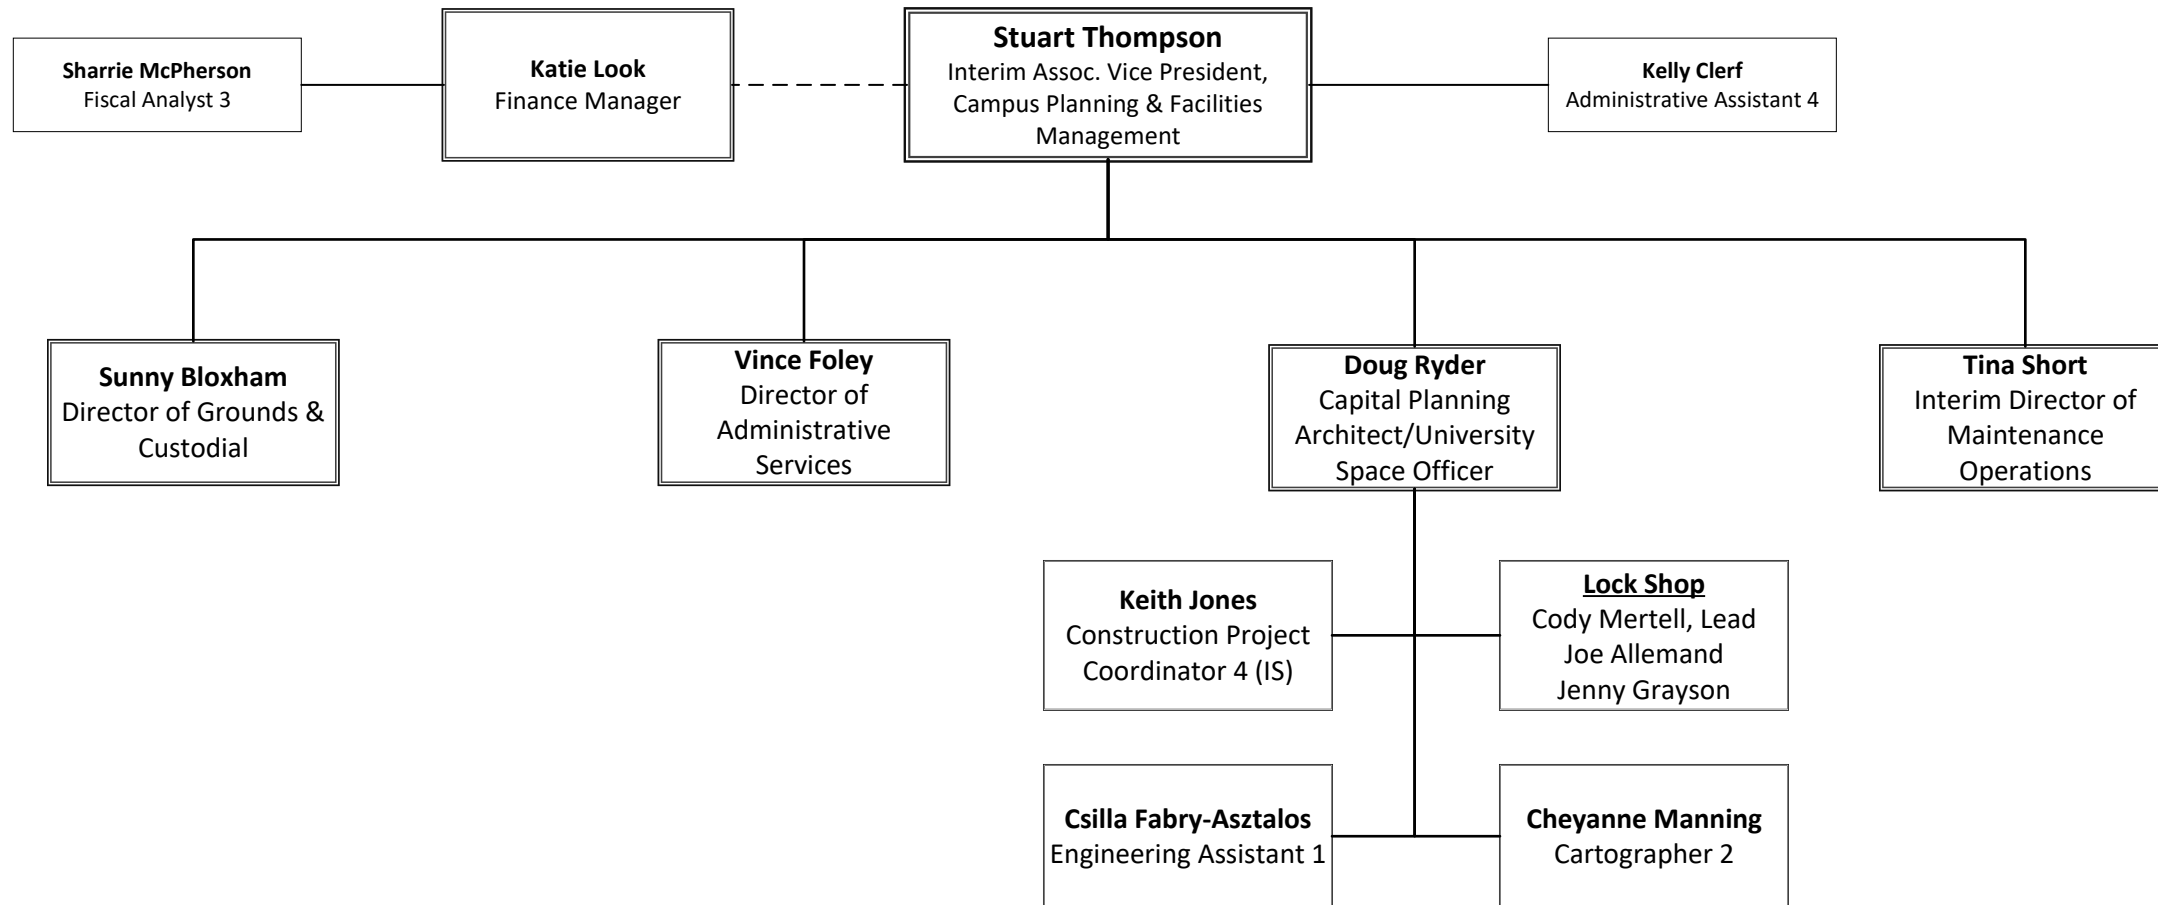 Sharrie McPherson
Fiscal Analyst 3
Katie Look
Finance Manager
Stuart Thompson
Interim Assoc. Vice President,
Campus Planning & Facilities
Management
Kelly Clerf
Administrative Assistant 4
Sunny Bloxham
Director of Grounds &
Custodial
Vince Foley
Director of
Administrative
Services
Doug Ryder
Capital Planning
Architect/University
Space Officer
Tina Short
Interim Director of
Maintenance
Operations
Keith Jones
Construction Project
Coordinator 4 (IS)
Lock Shop
Cody Mertell, Lead
Joe Allemand
Jenny Grayson
Csilla Fabry-Asztalos
Engineering Assistant 1
Cheyanne Manning
Cartographer 2